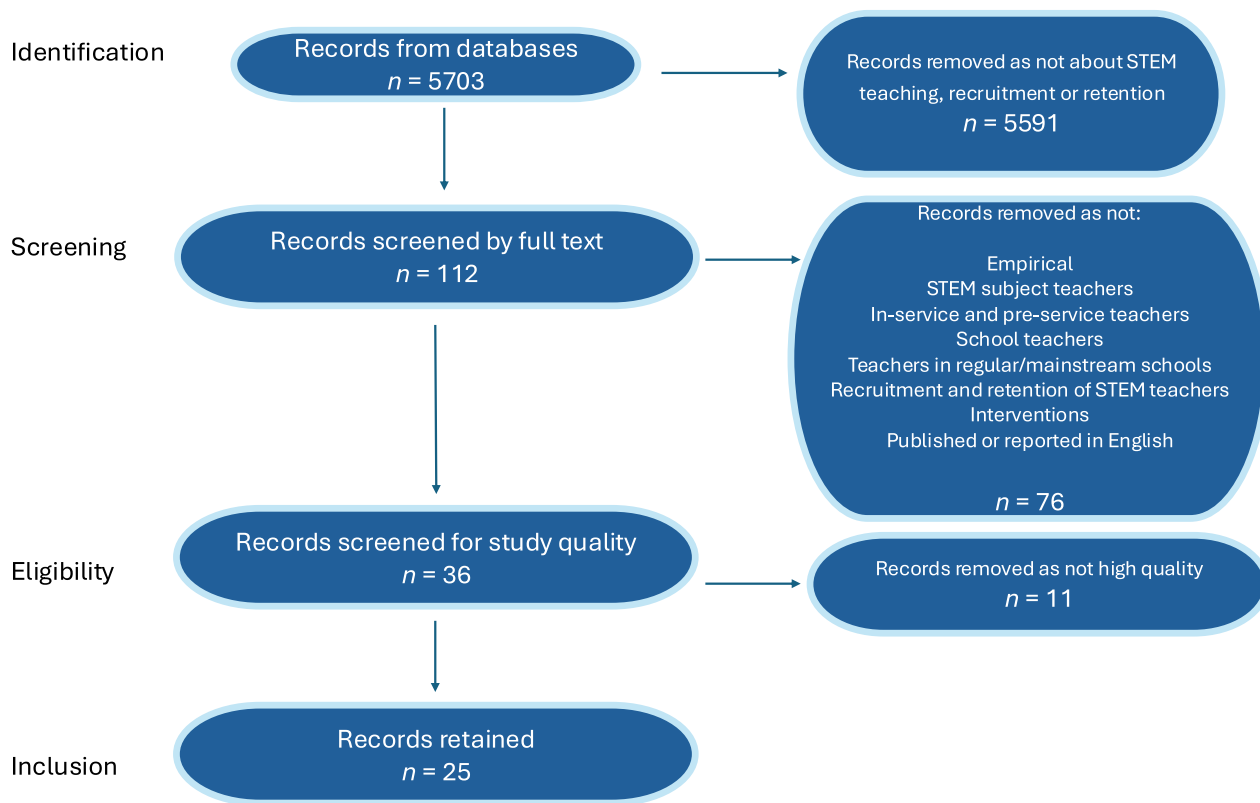 Identification
Records from databases
n = 5703
Records removed as not about STEM
teaching, recruitment or retention
n = 5591
Screening
Records screened by full text
n = 112
Records removed as not:
Empirical
STEM subject teachers
In-service and pre-service teachers
School teachers
Teachers in regular/mainstream schools
Recruitment and retention of STEM teachers
Interventions
Published or reported in English
n = 76
Eligibility
Records screened for study quality
n = 36
Records removed as not high quality
n = 11
Inclusion
Records retained
n = 25